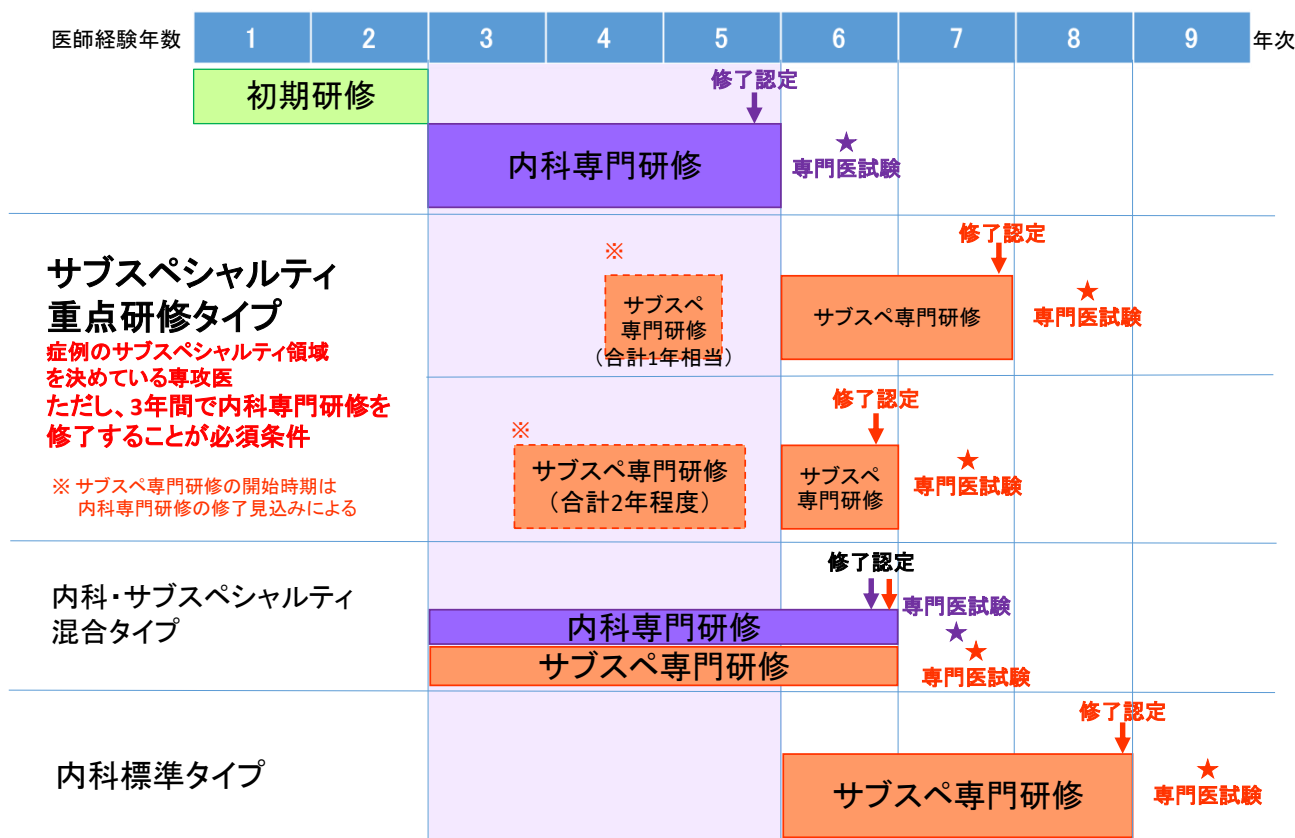 医師経験年数 1 2 3 4 5 6 7 8 9 年次
初期研修
修了認定
内科専門研修
★
専門医試験
サブスペシャルティ
重点研修タイプ
症例のサブスペシャルティ領域
を決めている専攻医
ただし、3年間で内科専門研修を
修了することが必須条件
※ サブスペ専門研修の開始時期は
内科専門研修の修了見込みによる
※
サブスペ
専門研修
(合計1年相当)
修了認定
サブスペ専門研修
★
専門医試験
※
サブスペ専門研修
(合計2年程度)
修了認定
サブスペ
専門研修
★
専門医試験
内科・サブスペシャルティ
混合タイプ
修了認定
内科専門研修
サブスペ専門研修
専門医試験
★
★
専門医試験
内科標準タイプ
修了認定
サブスペ専門研修
★
専門医試験